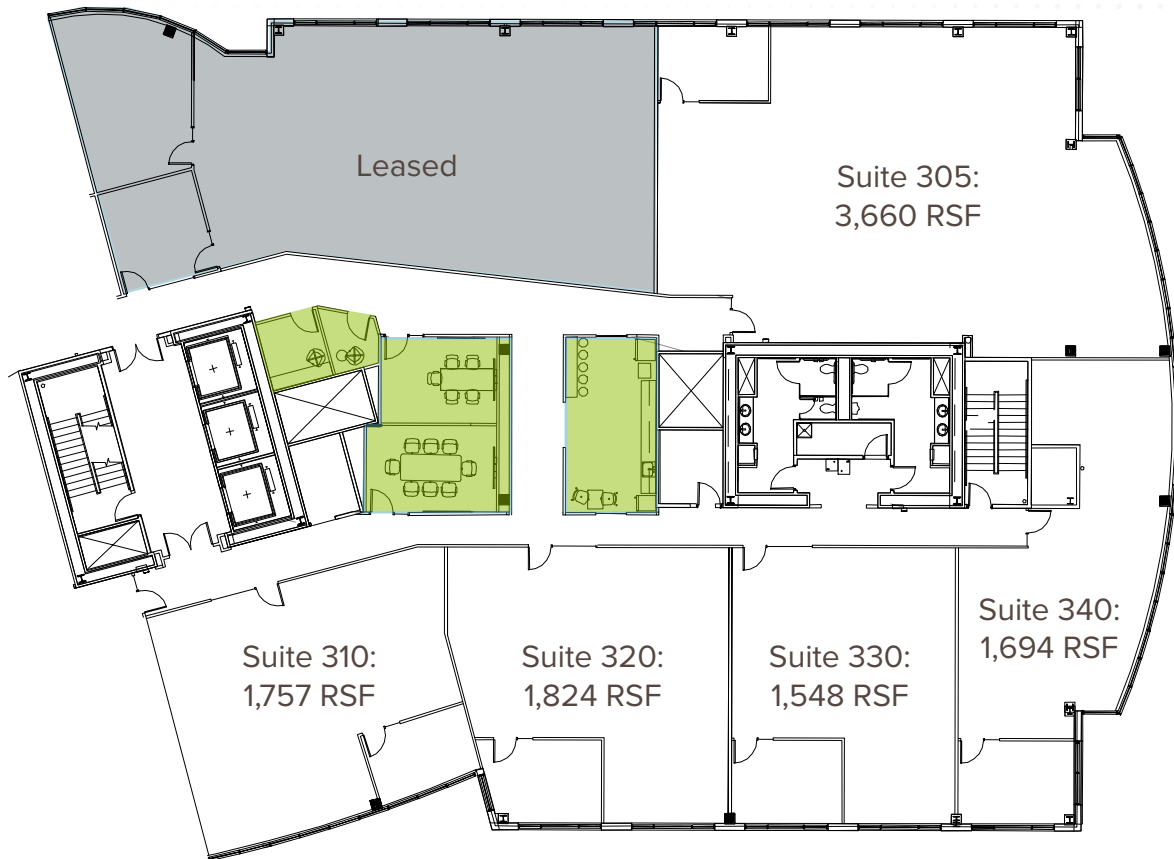 Leased
Suite 305:
3,660 RSF
Suite 310:
1,757 RSF
Suite 320:
1,824 RSF
Suite 330:
1,548 RSF
Suite 340:
1,694 RSF